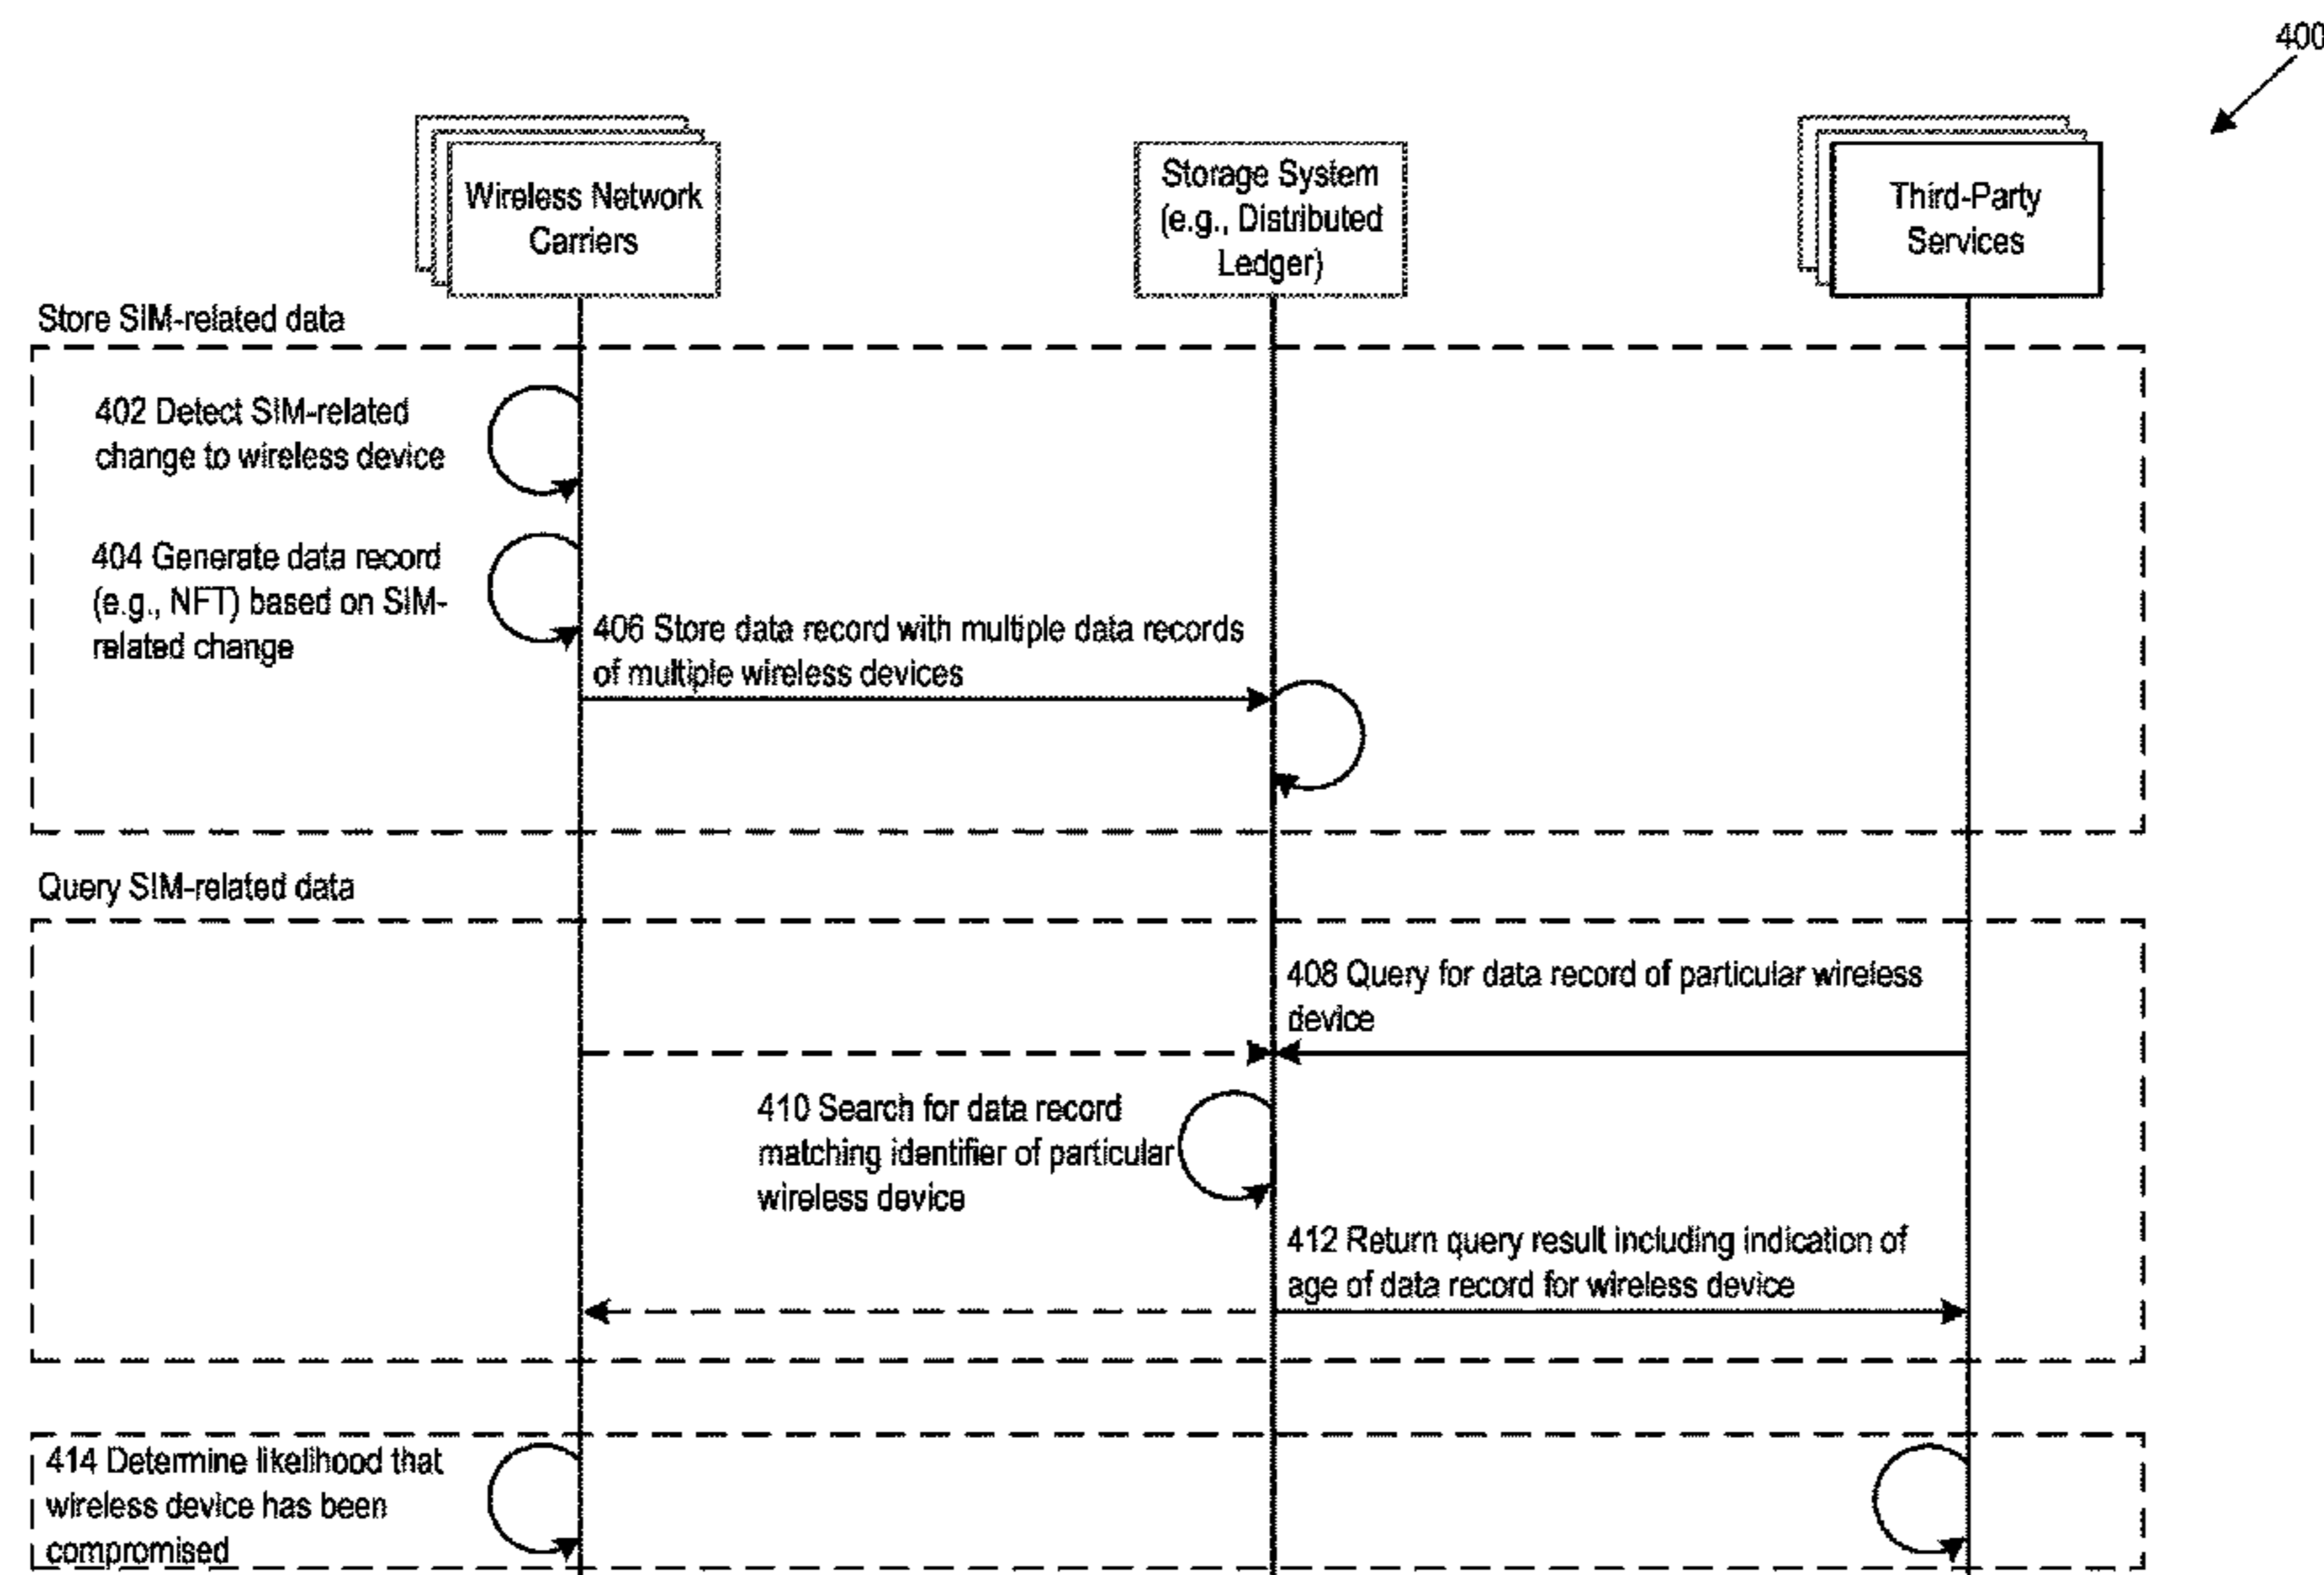 400
Wireless Network
Carriers
Storage System
(e.g., Distributed
Ledger)
Third-Party
Services
Store SIM-related data
402 Detect SIM-related
change to wireless device
404 Generate data record
(e.g., NFT) based on SIM-
related change
406 Store data record with multiple data records
of multiple wireless devices
Query SIM-related data
408 Query for data record of particular wireless
device
410 Search for data record
matching identifier of particular
wireless device
412 Return query result including indication of
age of data record for wireless device
414 Determine likelihood that
wireless device has been
compromised